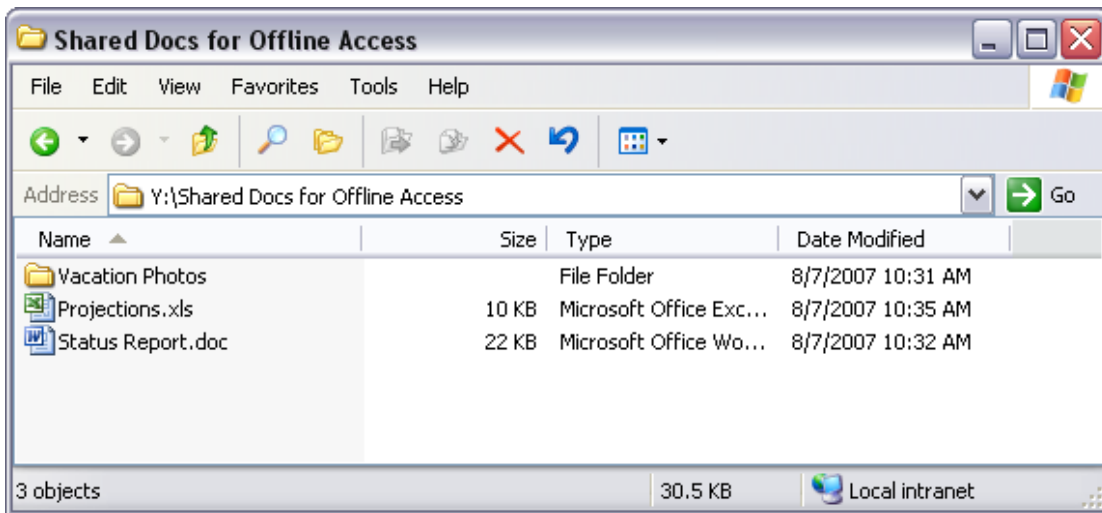 Shared Docs for Offline Access
File Edit View Favorites Tools Help
Address Y:\Shared Docs for Offline Access Go
Name Size Type Date Modified
Vacation Photos File Folder 8/7/2007 10:31 AM
Projections.xls 10 KB Microsoft Office Exc... 8/7/2007 10:35 AM
Status Report.doc 22 KB Microsoft Office Wo... 8/7/2007 10:32 AM
3 objects 30.5 KB Local intranet